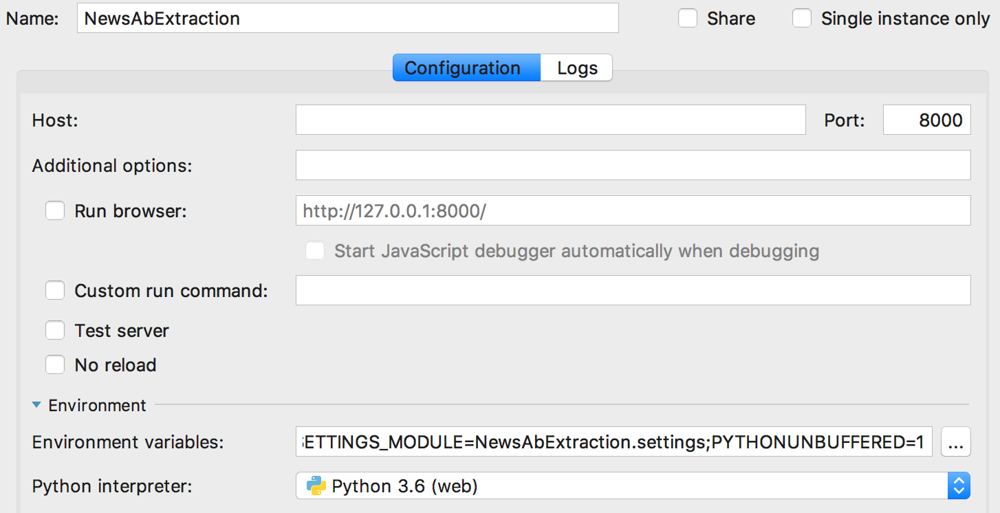 Name: NewsAbExtraction Share Single instance only
Configuration Logs
Host: Port: 8000
Additional options:
Run browser: http://127.0.0.1:8000/
Start JavaScript debugger automatically when debugging
Custom run command:
Test server
No reload
Environment
Environment variables: SETTINGS_MODULE=NewsAbExtraction.settings;PYTHONUNBUFFERED=1 ...
Python interpreter: Python 3.6 (web)